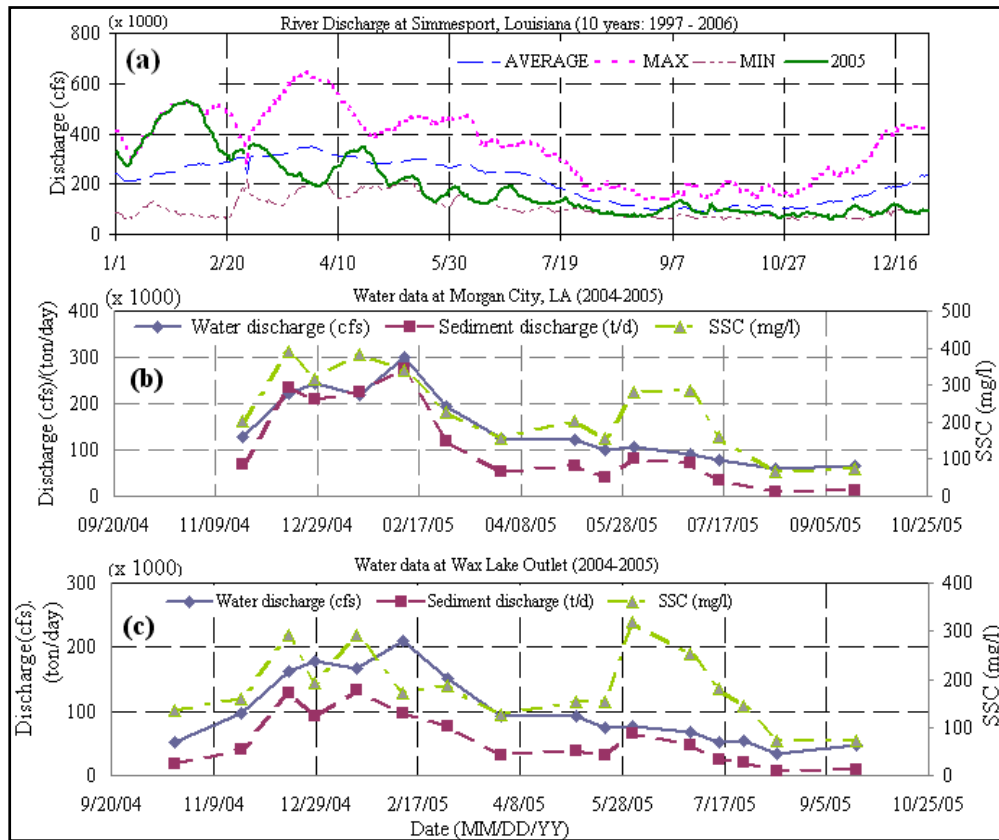 River Discharge at Simmesport, Louisiana (10 years: 1997 - 2006)
(x 1000)
(a)
AVERAGE MAX MIN 2005
Discharge (cfs)
800
600
400
200
0
1/1 2/20 4/10 5/30 7/19 9/7 10/27 12/16
Water data at Morgan City, LA (2004-2005)
(x 1000)
(b)
Water discharge (cfs) Sediment discharge (t/d) SSC (mg/l)
Discharge (cfs)/(ton/day)
400
300
200
100
0
500
400
300
200
100
0
SSC (mg/l)
09/20/04 11/09/04 12/29/04 02/17/05 04/08/05 05/28/05 07/17/05 09/05/05 10/25/05
Water data at Wax Lake Outlet (2004-2005)
(x 1000)
(c)
Water discharge (cfs) Sediment discharge (t/d) SSC (mg/l)
Discharge(cfs).
(ton/day)
300
200
100
0
400
300
200
100
0
SSC (mg/l)
9/20/04 11/9/04 12/29/04 2/17/05 4/8/05 5/28/05 7/17/05 9/5/05 10/25/05
Date (MM/DD/YY)